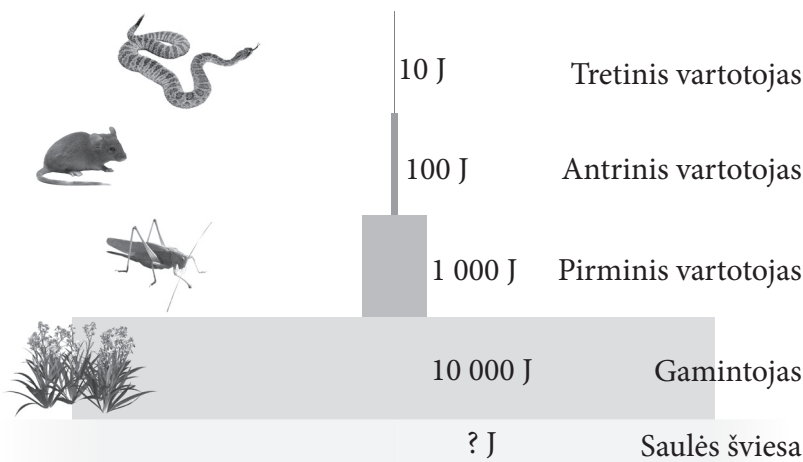 10 J Tretinis vartotojas
100 J Antrinis vartotojas
1 000 J Pirminis vartotojas
10 000 J Gamintojas
? J Saulės šviesa